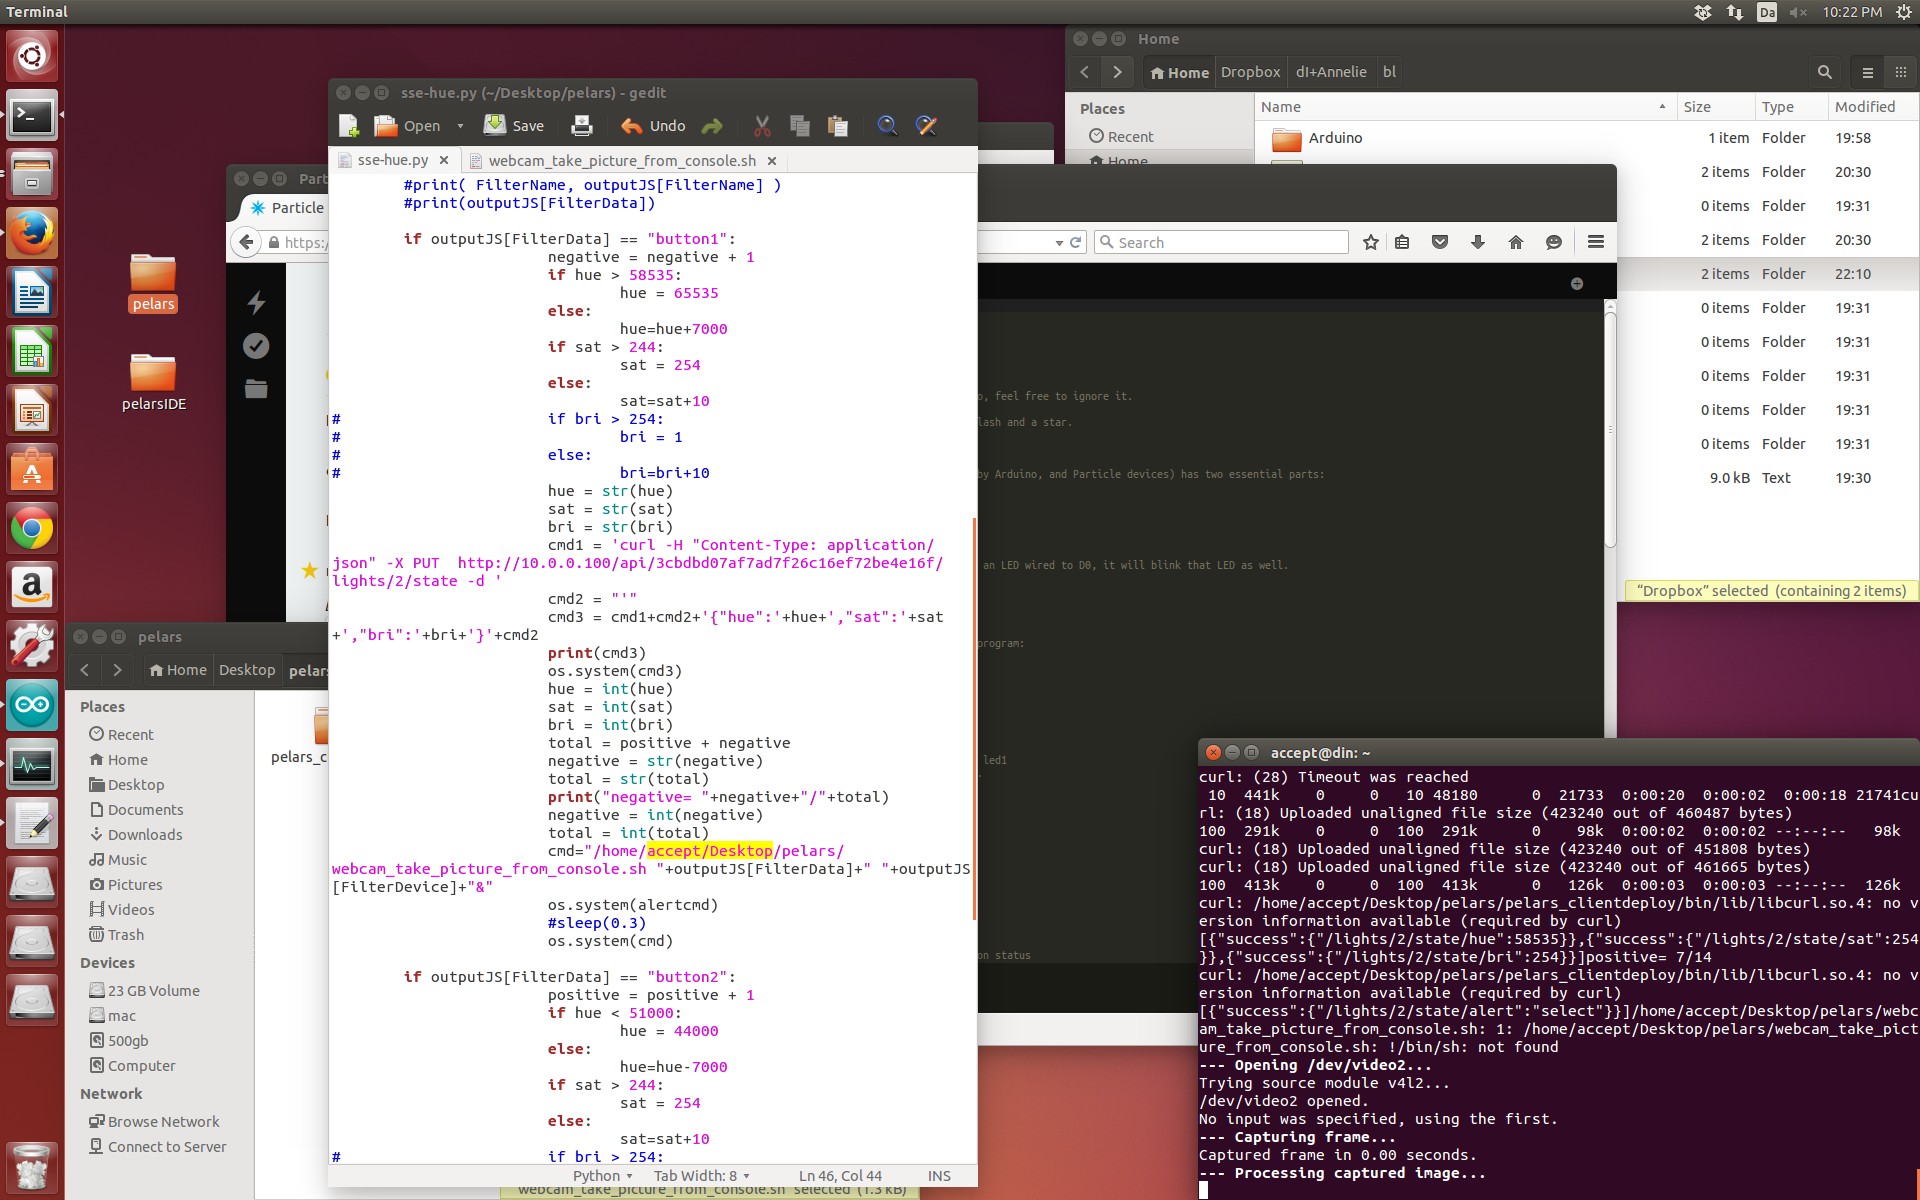 Terminal
Da
10:22 PM
Home
Home
Dropbox
dI+Annelie
bl
Places
Recent
Home
Name
Size
Type
Modified
Arduino
1 item Folder 19:58
2 items Folder 20:30
0 items Folder 19:31
2 items Folder 20:30
2 items Folder 22:10
0 items Folder 19:31
0 items Folder 19:31
0 items Folder 19:31
0 items Folder 19:31
0 items Folder 19:31
9.0 kB Text 19:30
“Dropbox” selected (containing 2 items)
pelars
pelarsIDE
Particle
https:
Search
o, feel free to ignore it.
lash and a star.
by Arduino, and Particle devices) has two essential parts:
an LED wired to D0, it will blink that LED as well.
program:
led1
on status
sse-hue.py (~/Desktop/pelars) - gedit
Open
Save
Undo
sse-hue.py
webcam_take_picture_from_console.sh
#print( FilterName, outputJS[FilterName] )
#print(outputJS[FilterData])
if outputJS[FilterData] == "button1":
negative = negative + 1
if hue > 58535:
hue = 65535
else:
hue=hue+7000
if sat > 244:
sat = 254
else:
sat=sat+10
# if bri > 254:
# bri = 1
# else:
# bri=bri+10
hue = str(hue)
sat = str(sat)
bri = str(bri)
cmd1 = 'curl -H "Content-Type: application/
json" -X PUT  http://10.0.0.100/api/3cbdbd07af7ad7f26c16ef72be4e16f/
lights/2/state -d '
cmd2 = "'"
cmd3 = cmd1+cmd2+'{"hue":'+hue+',"sat":'+sat
+',"bri":'+bri+'}'+cmd2
print(cmd3)
os.system(cmd3)
hue = int(hue)
sat = int(sat)
bri = int(bri)
total = positive + negative
negative = str(negative)
total = str(total)
print("negative= "+negative+"/"+total)
negative = int(negative)
total = int(total)
cmd="/home/accept/Desktop/pelars/
webcam_take_picture_from_console.sh "+outputJS[FilterData]+" "+outputJS
[FilterDevice]+"&"
os.system(alertcmd)
#sleep(0.3)
os.system(cmd)
if outputJS[FilterData] == "button2":
positive = positive + 1
if hue < 51000:
hue = 44000
else:
hue=hue-7000
if sat > 244:
sat = 254
else:
sat=sat+10
# if bri > 254:
Python
Tab Width: 8
Ln 46, Col 44
INS
webcam_take_picture_from_console.sh" selected (1.3 kB)
pelars
Home
Desktop
pelars
Places
Recent
Home
Desktop
Documents
Downloads
Music
Pictures
Videos
Trash
Devices
23 GB Volume
mac
500gb
Computer
Network
Browse Network
Connect to Server
pelars_c
accept@din: ~
curl: (28) Timeout was reached
10 441k 0 0 10 48180 0 21733 0:00:20 0:00:02 0:00:18 21741cu
rl: (18) Uploaded unaligned file size (423240 out of 460487 bytes)
100 291k 0 0 100 291k 0 98k 0:00:02 0:00:02 --:--:-- 98k
curl: (18) Uploaded unaligned file size (423240 out of 451808 bytes)
curl: (18) Uploaded unaligned file size (423240 out of 461665 bytes)
100 413k 0 0 100 413k 0 126k 0:00:03 0:00:03 --:--:-- 126k
curl: /home/accept/Desktop/pelars/pelars_clientdeploy/bin/lib/libcurl.so.4: no v
ersion information available (required by curl)
[{"success":{"/lights/2/state/hue":58535}},{"success":{"/lights/2/state/sat":254
}},{"success":{"/lights/2/state/bri":254}}]positive= 7/14
curl: /home/accept/Desktop/pelars/pelars_clientdeploy/bin/lib/libcurl.so.4: no v
ersion information available (required by curl)
[{"success":{"/lights/2/state/alert":"select"}}]/home/accept/Desktop/pelars/webc
am_take_picture_from_console.sh: 1: /home/accept/Desktop/pelars/webcam_take_pict
ure_from_console.sh: !/bin/sh: not found
--- Opening /dev/video2...
Trying source module v4l2...
/dev/video2 opened.
No input was specified, using the first.
--- Capturing frame...
Captured frame in 0.00 seconds.
--- Processing captured image...